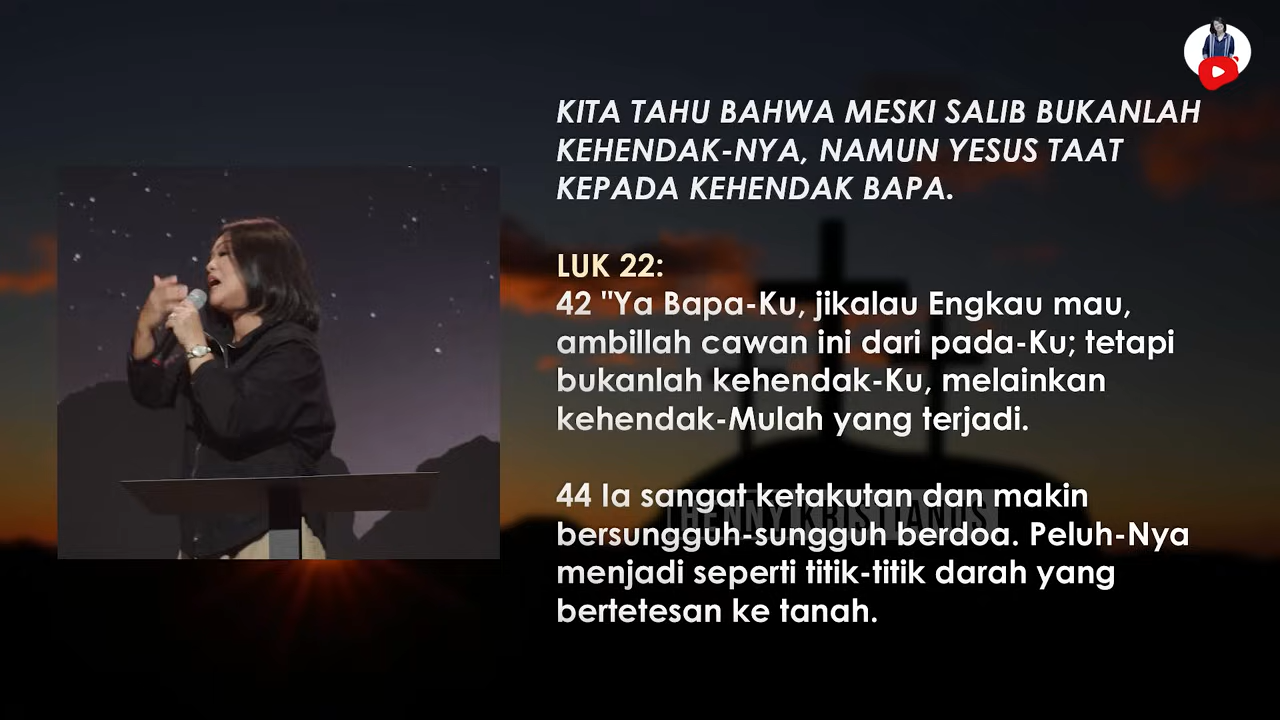 KITA TAHU BAHWA MESKI SALIB BUKANLAH
KEHENDAK-NYA, NAMUN YESUS TAAT
KEPADA KEHENDAK BAPA.
LUK 22:
42 "Ya Bapa-Ku, jikalau Engkau mau,
ambillah cawan ini dari pada-Ku; tetapi
bukanlah kehendak-Ku, melainkan
kehendak-Mulah yang terjadi.
44 Ia sangat ketakutan dan makin
HENNY KRISTIANUS
bersungguh-sungguh berdoa. Peluh-Nya
menjadi seperti titik-titik darah yang
bertetesan ke tanah.